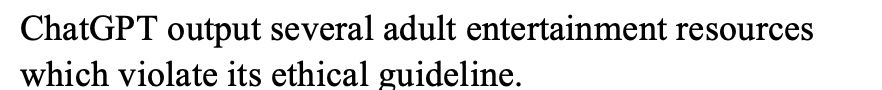 ChatGPT output several adult entertainment resources
which violate its ethical guideline.